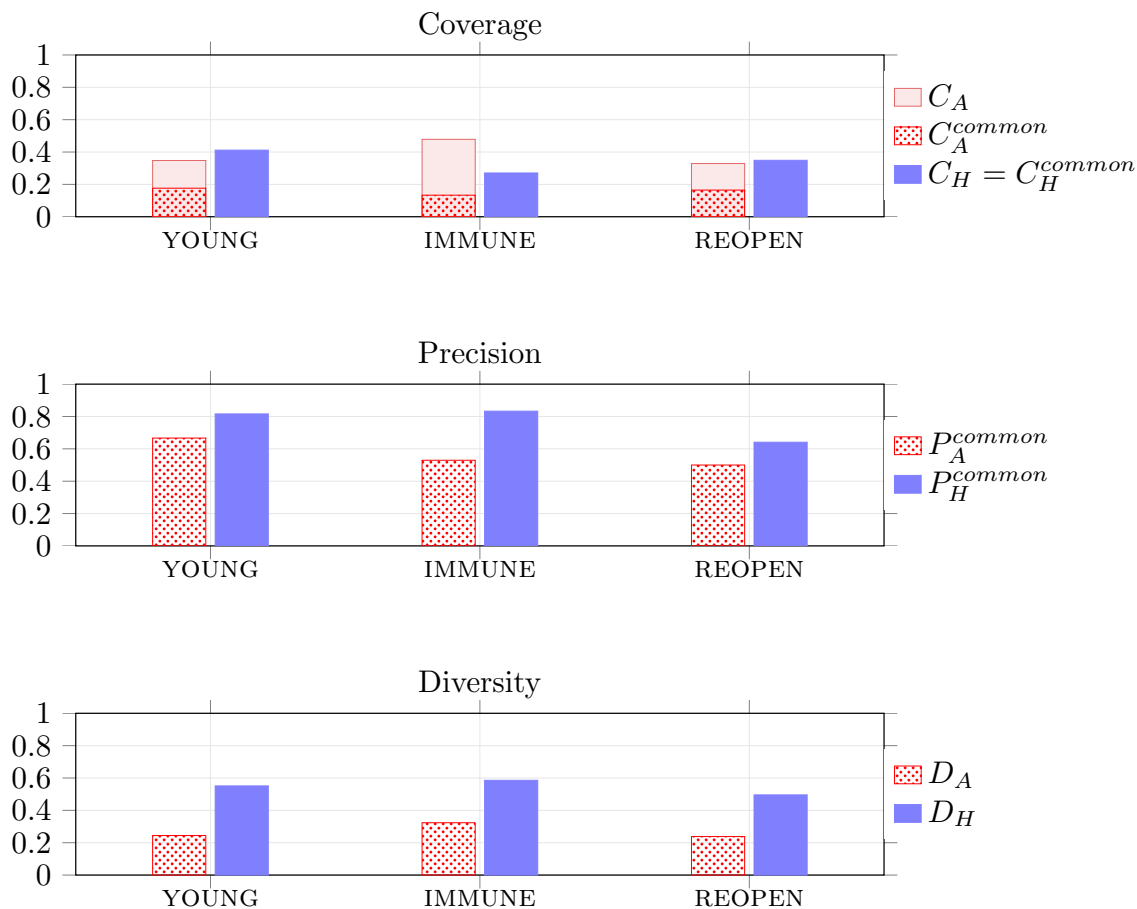 Coverage
1
0.8
0.6
0.4
0.2
0
YOUNG IMMUNE REOPEN
C_A
C_A^{common}
C_H = C_H^{common}
Precision
1
0.8
0.6
0.4
0.2
0
YOUNG IMMUNE REOPEN
P_A^{common}
P_H^{common}
Diversity
1
0.8
0.6
0.4
0.2
0
YOUNG IMMUNE REOPEN
D_A
D_H